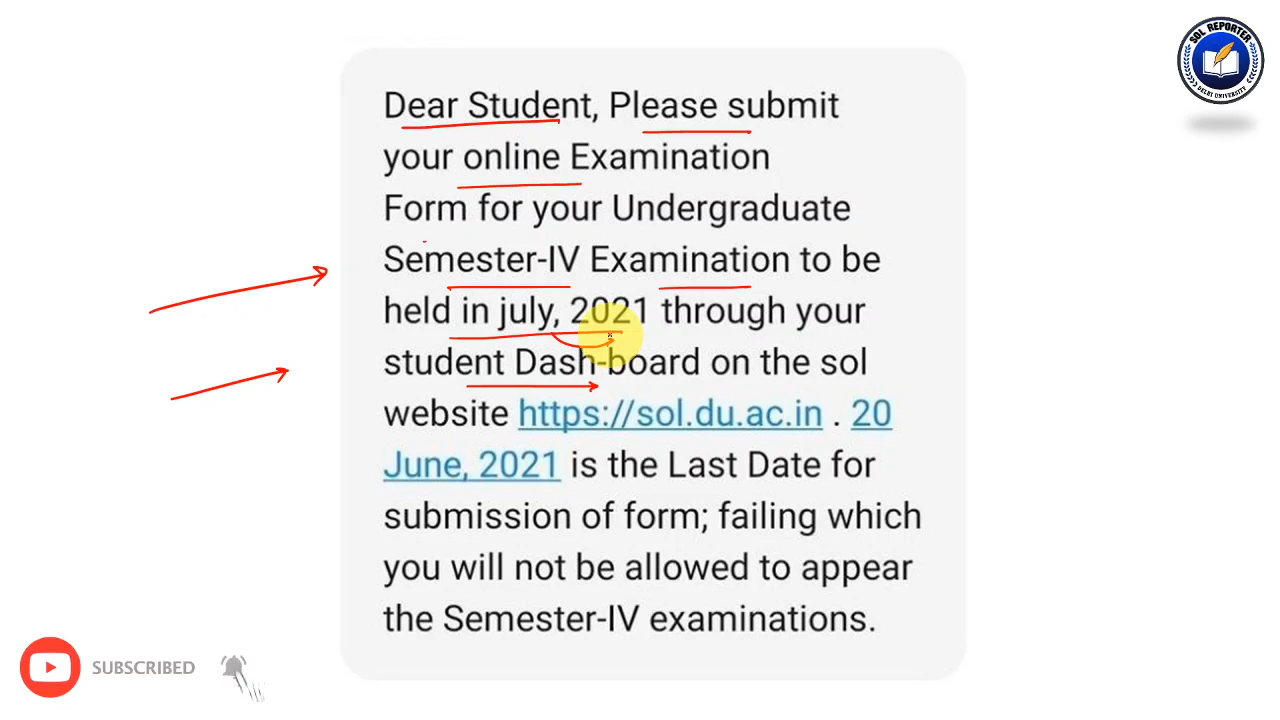 SOL REPORTER
DELHI UNIVERSITY
Dear Student, Please submit
your online Examination
Form for your Undergraduate
Semester-IV Examination to be
held in july, 2021 through your
student Dash-board on the sol
website https://sol.du.ac.in . 20
June, 2021 is the Last Date for
submission of form; failing which
you will not be allowed to appear
the Semester-IV examinations.
SUBSCRIBED